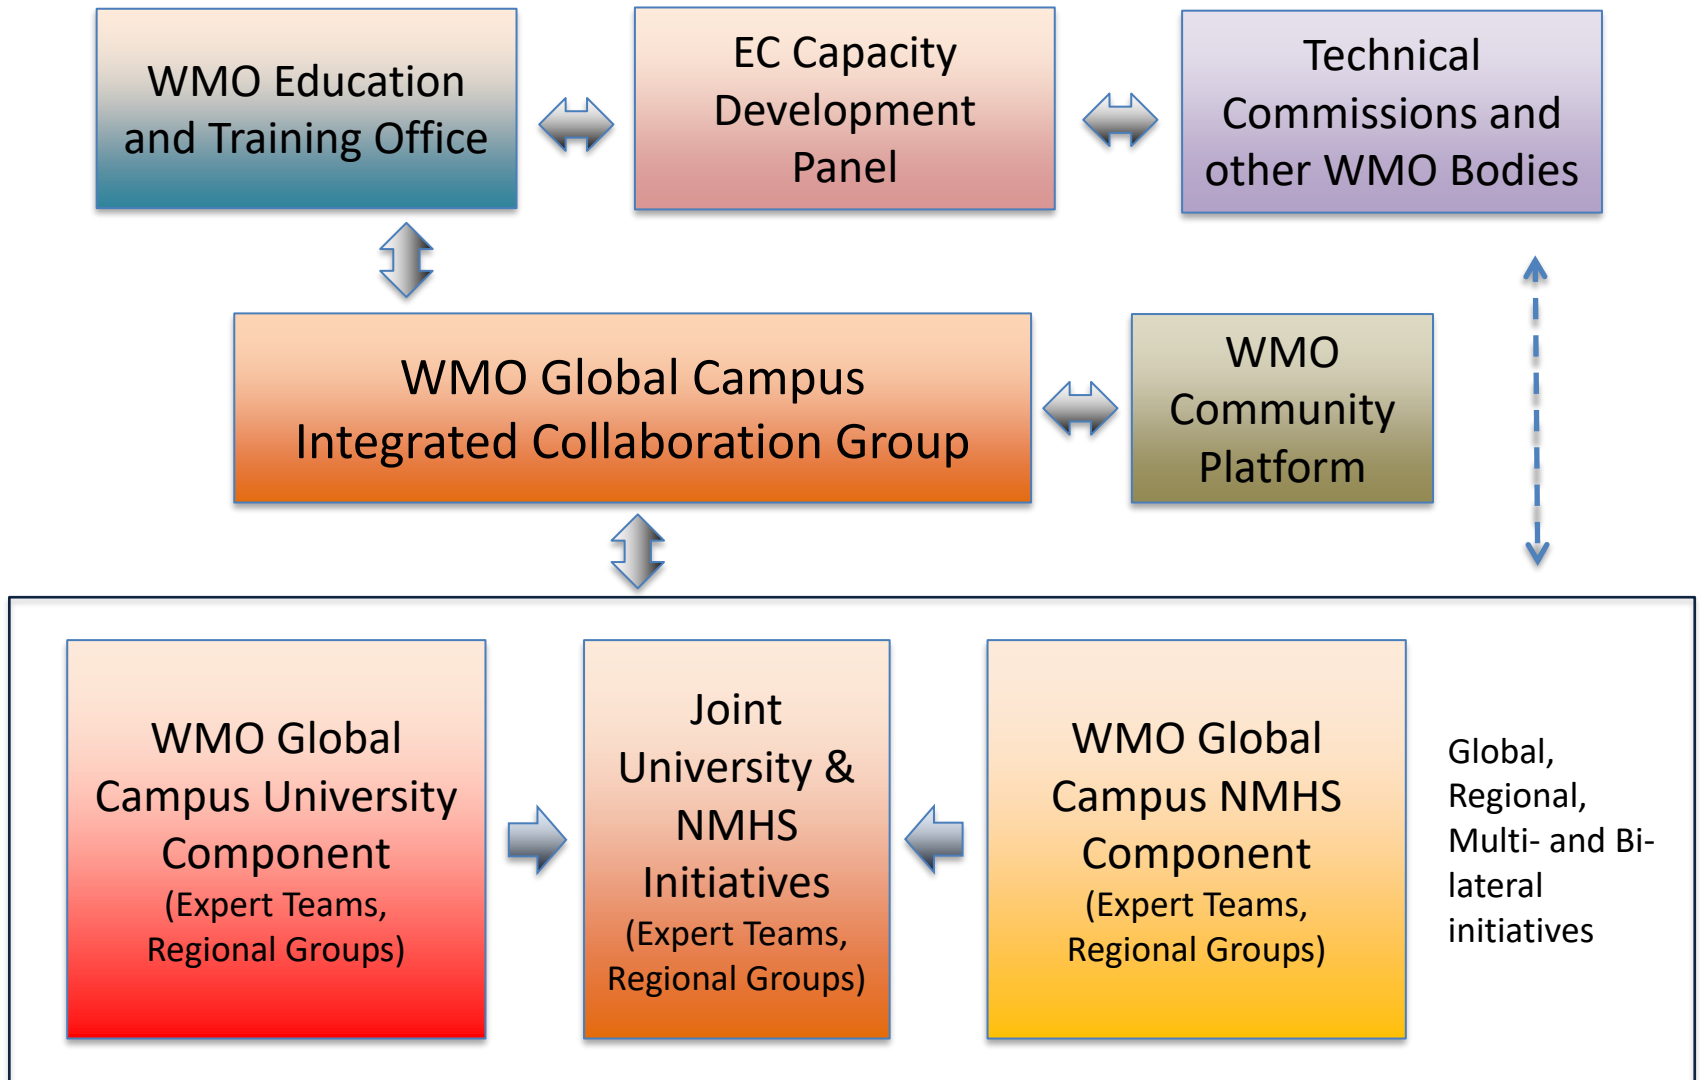 WMO Education
and Training Office
EC Capacity
Development
Panel
Technical
Commissions and
other WMO Bodies
WMO Global Campus
Integrated Collaboration Group
WMO
Community
Platform
WMO Global
Campus University
Component
(Expert Teams,
Regional Groups)
Joint
University &
NMHS
Initiatives
(Expert Teams,
Regional Groups)
WMO Global
Campus NMHS
Component
(Expert Teams,
Regional Groups)
Global,
Regional,
Multi- and Bi-
lateral
initiatives